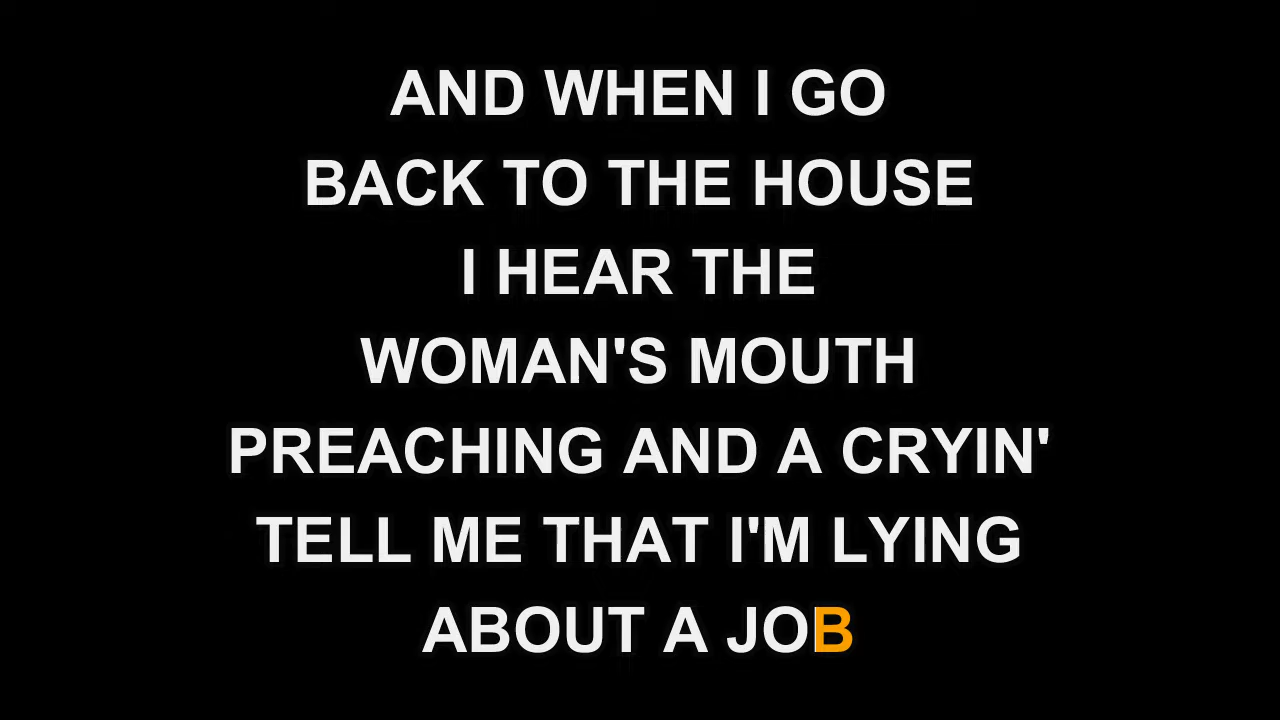 AND WHEN I GO
BACK TO THE HOUSE
I HEAR THE
WOMAN'S MOUTH
PREACHING AND A CRYIN'
TELL ME THAT I'M LYING
ABOUT A JOB